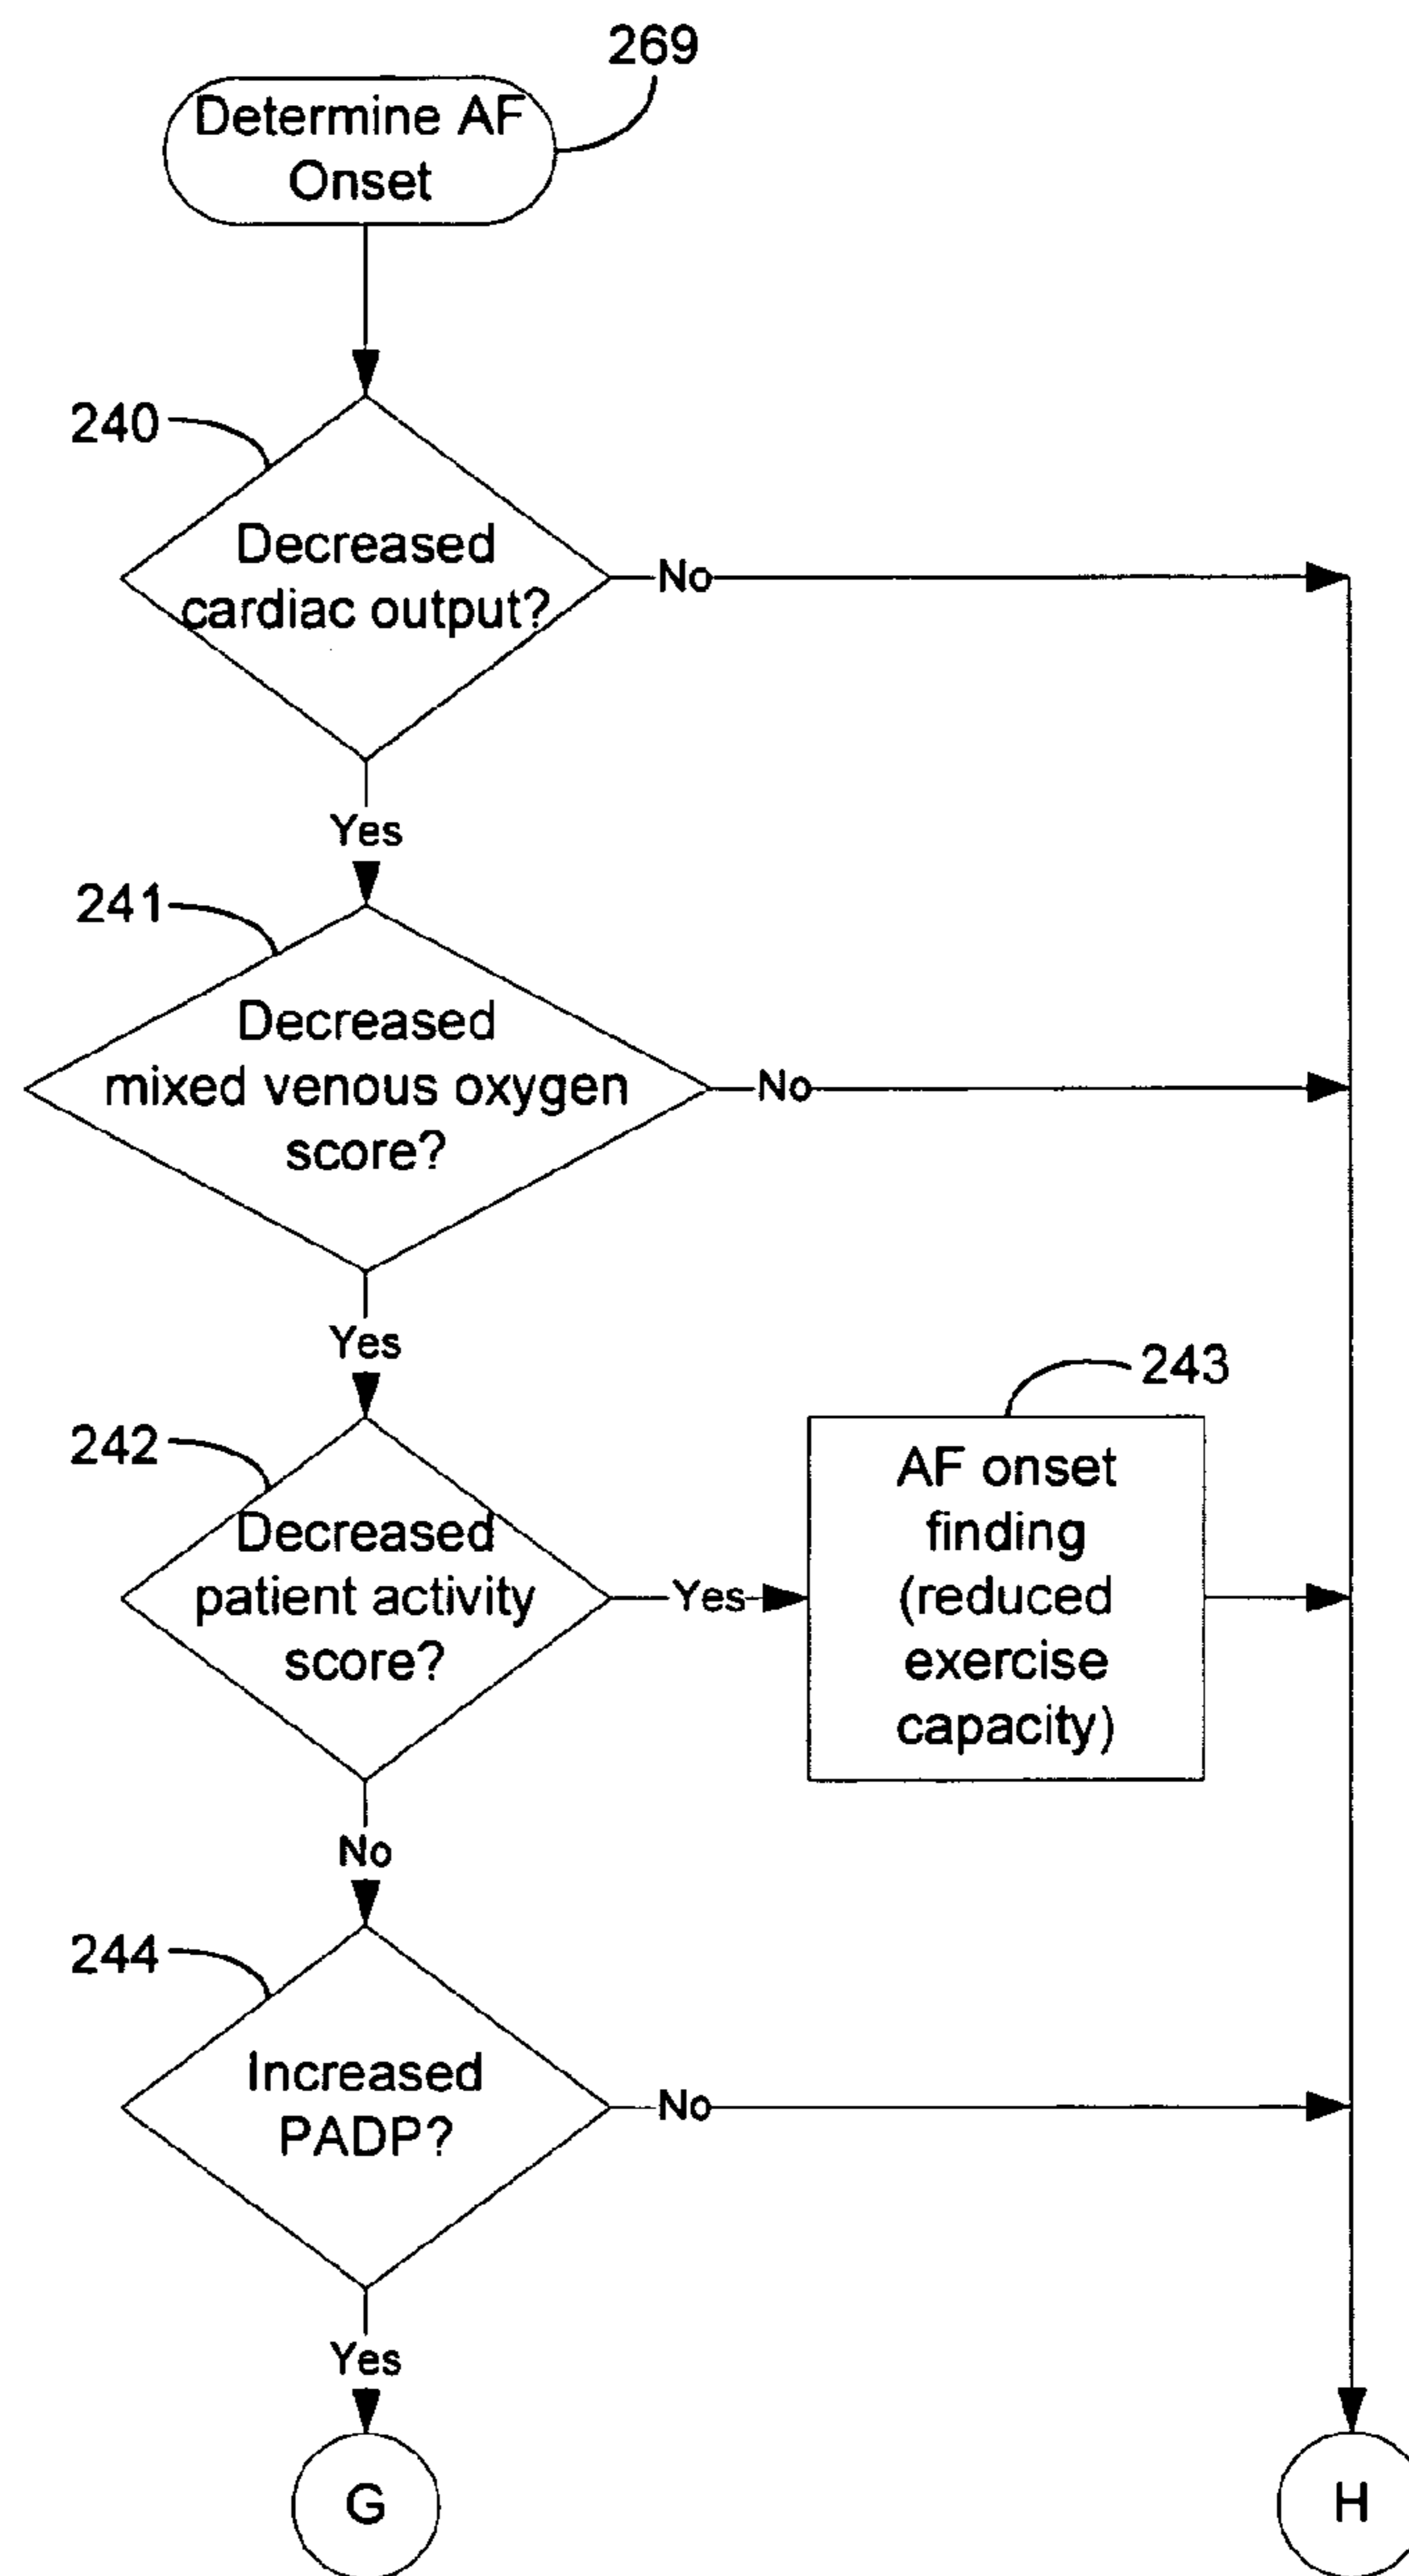 269
Determine AF
Onset
240
Decreased
cardiac output?
No
Yes
241
Decreased
mixed venous oxygen
score?
No
Yes
242
Decreased
patient activity
score?
Yes
243
AF onset
finding
(reduced
exercise
capacity)
No
244
Increased
PADP?
No
Yes
G
H